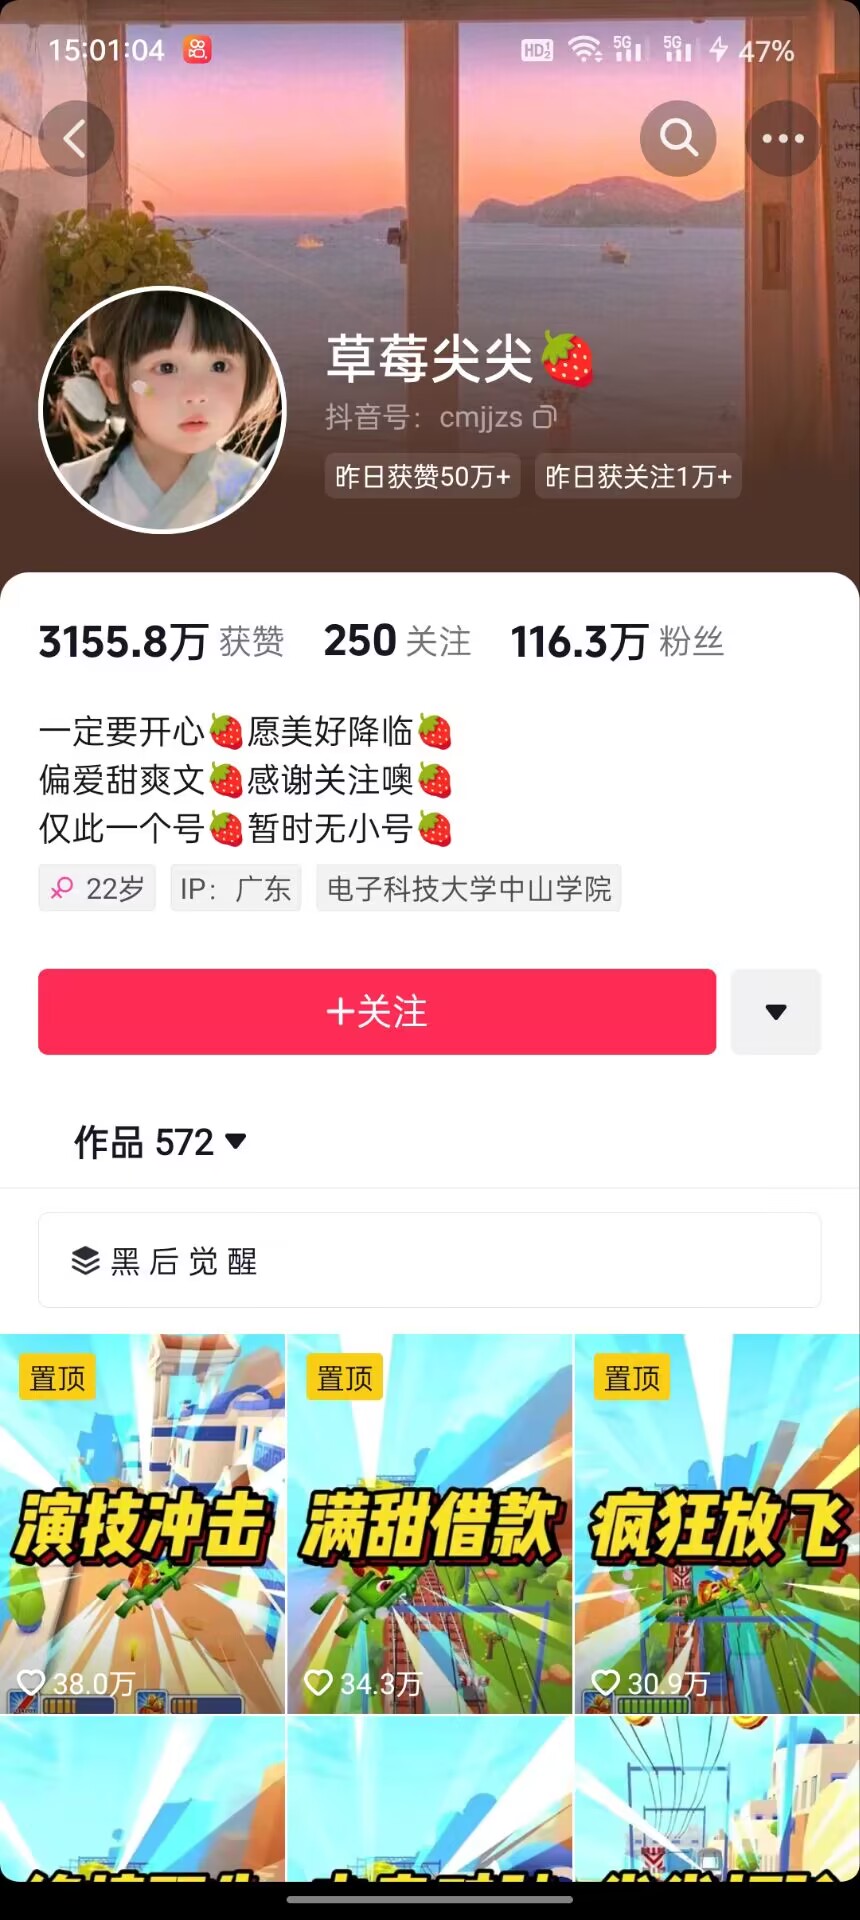 15:01:04
HD 1 2 5G 5G 47%
草莓尖尖🍓
抖音号：cmjjzs
昨日获赞50万+ 昨日获关注1万+
3155.8万 获赞 250 关注 116.3万 粉丝
一定要开心🍓愿美好降临🍓
偏爱甜爽文🍓感谢关注噢🍓
仅此一个号🍓暂时无小号🍓
22岁 IP：广东 电子科技大学中山学院
+关注
作品 572
黑后觉醒
置顶 置顶 置顶
演技冲击 满甜借款 疯狂放飞
38.0万 34.3万 30.9万